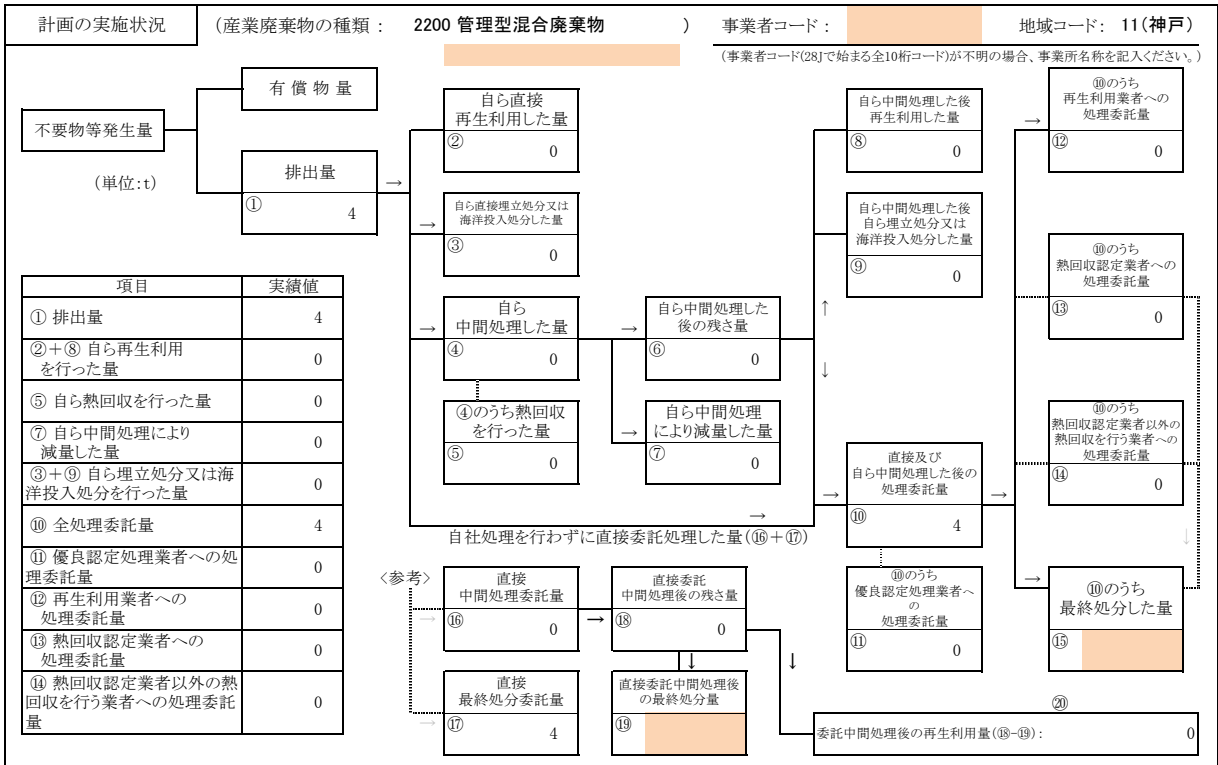 計画の実施状況
(産業廃棄物の種類 : 2200 管理型混合廃棄物 )
事業者コード :
地域コード: 11(神戸)
(事業者コード(28Jで始まる全10桁コード)が不明の場合、事業所名称を記入ください。)
不要物等発生量
(単位:t)
有 償 物 量
排出量
① 4
→
自ら直接
再生利用した量
② 0
→
自ら直接埋立処分又は
海洋投入処分した量
③ 0
→
自ら
中間処理した量
④ 0
④のうち熱回収
を行った量
⑤ 0
→
自ら中間処理した
後の残さ量
⑥ 0
→
自ら中間処理
により減量した量
⑦ 0
自ら中間処理した後
再生利用した量
⑧ 0
自ら中間処理した後
自ら埋立処分又は
海洋投入処分した量
⑨ 0
↑
↓
→
直接及び
自ら中間処理した後の
処理委託量
⑩ 4
→
⑩のうち
優良認定処理業者へ
の
処理委託量
⑪ 0
→
⑩のうち
再生利用業者への
処理委託量
⑫ 0
⑩のうち
熱回収認定業者への
処理委託量
⑬ 0
⑩のうち
熱回収認定業者以外の
熱回収を行う業者への
処理委託量
⑭ 0
↓
→
⑩のうち
最終処分した量
⑮
→
自社処理を行わずに直接委託処理した量(⑯+⑰)
項目 実績値
① 排出量 4
②+⑧ 自ら再生利用
を行った量 0
⑤ 自ら熱回収を行った量 0
⑦ 自ら中間処理により
減量した量 0
③+⑨ 自ら埋立処分又は海
洋投入処分を行った量 0
⑩ 全処理委託量 4
⑪ 優良認定処理業者への処
理委託量 0
⑫ 再生利用業者への
処理委託量 0
⑬ 熱回収認定業者への
処理委託量 0
⑭ 熱回収認定業者以外の熱
回収を行う業者への処理委託
量 0
<参考>
→
直接
中間処理委託量
⑯ 0
→
直接委託
中間処理後の残さ量
⑱ 0
→
直接
最終処分委託量
⑰ 4
↓
直接委託中間処理後
の最終処分量
⑲
↓
⑳
委託中間処理後の再生利用量(⑱-⑲) : 0